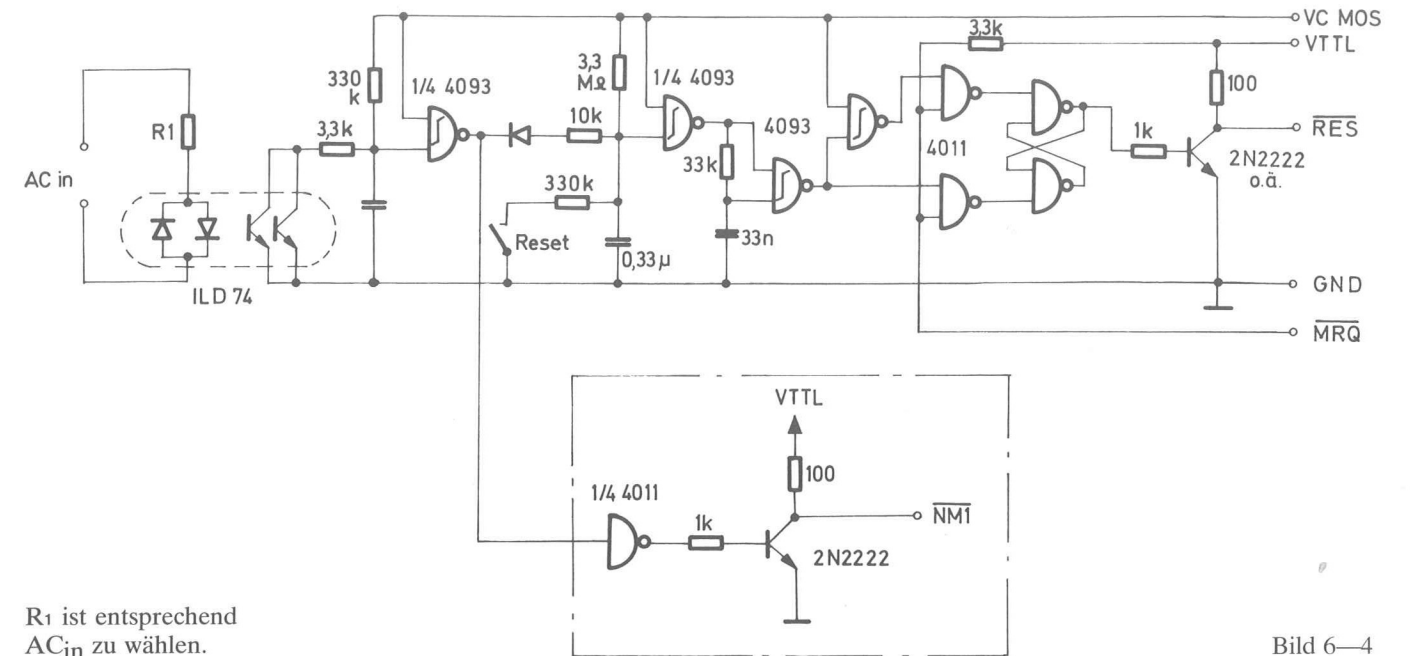 VC MOS
3,3k
VTTL
330
k
1/4 4093
3,3
MΩ
1/4 4093
100
R1
3,3k
10k
4093
33k
4011
1k
RES
2N2222
o.ä.
AC in
330k
Reset
0,33µ
33n
ILD 74
GND
MRQ
VTTL
100
1/4 4011
1k
NM1
2N2222
R1 ist entsprechend
ACin zu wählen.
Bild 6—4